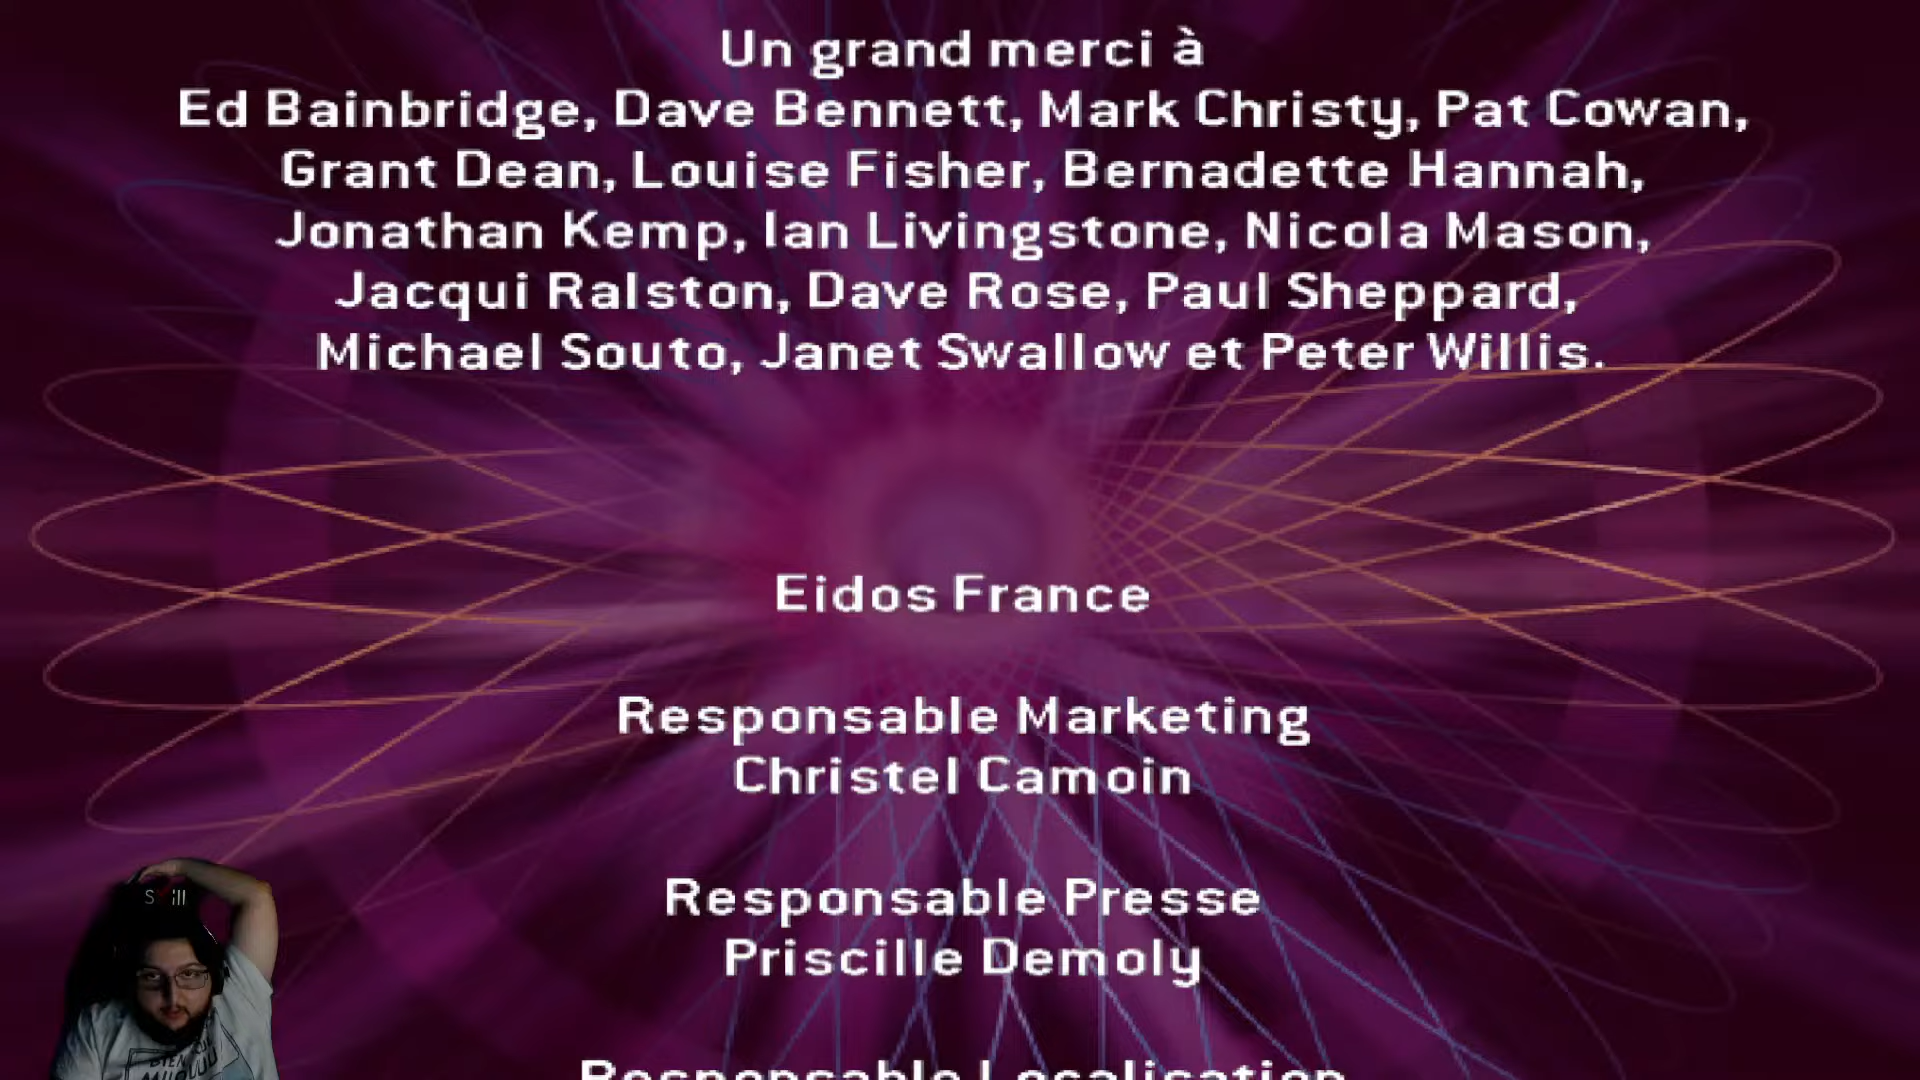 Un grand merci à
Ed Bainbridge, Dave Bennett, Mark Christy, Pat Cowan,
Grant Dean, Louise Fisher, Bernadette Hannah,
Jonathan Kemp, Ian Livingstone, Nicola Mason,
Jacqui Ralston, Dave Rose, Paul Sheppard,
Michael Souto, Janet Swallow et Peter Willis.
Eidos France
Responsable Marketing
Christel Camoin
Responsable Presse
Priscille Demoly
Responsable Localisation